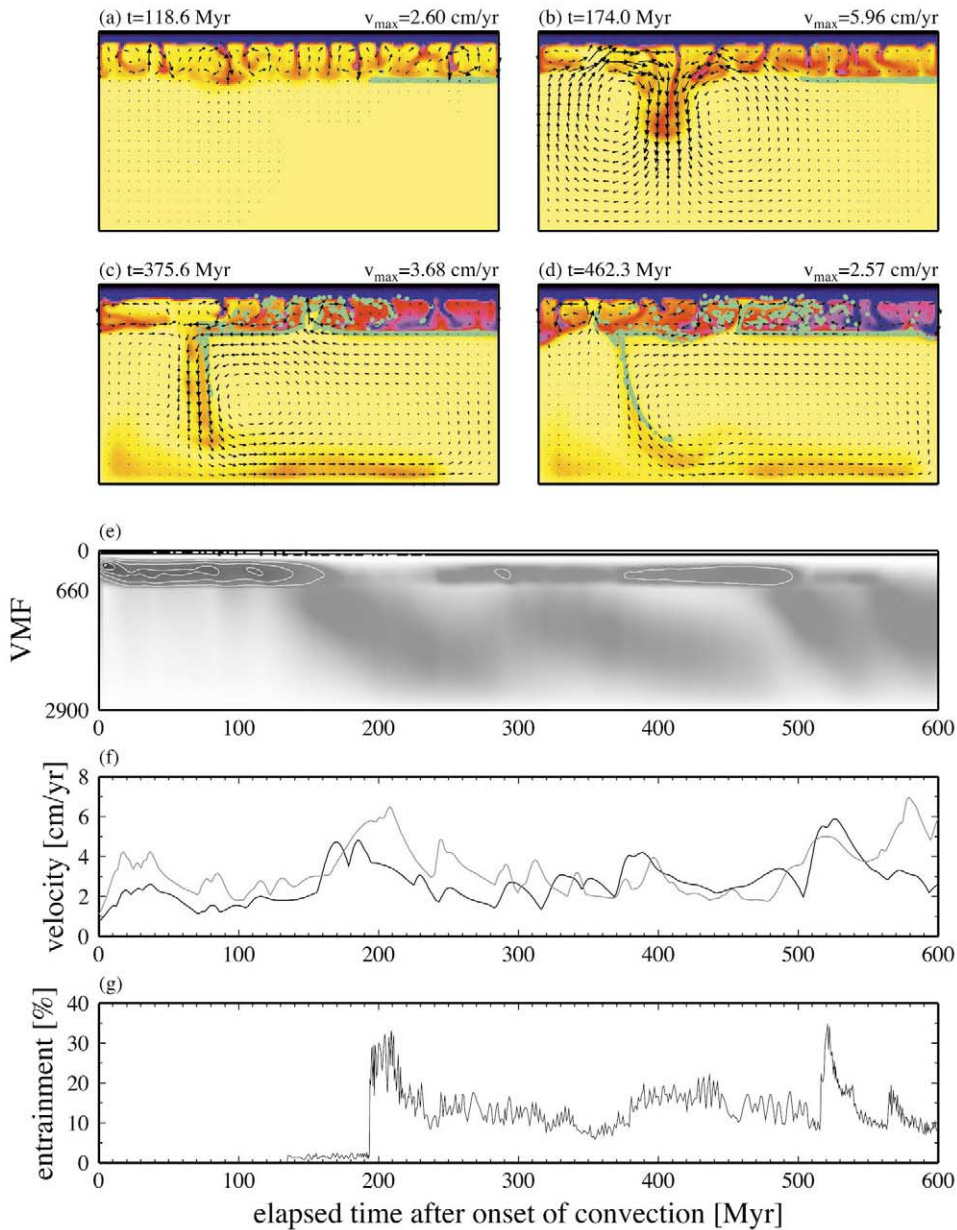 (a) t=118.6 Myr v_max=2.60 cm/yr
(b) t=174.0 Myr v_max=5.96 cm/yr
(c) t=375.6 Myr v_max=3.68 cm/yr
(d) t=462.3 Myr v_max=2.57 cm/yr
(e)
0
660
2900
VMF
0 100 200 300 400 500 600
(f)
8
6
4
2
0
velocity [cm/yr]
0 100 200 300 400 500 600
(g)
40
30
20
10
0
entrainment [%]
0 100 200 300 400 500 600
elapsed time after onset of convection [Myr]